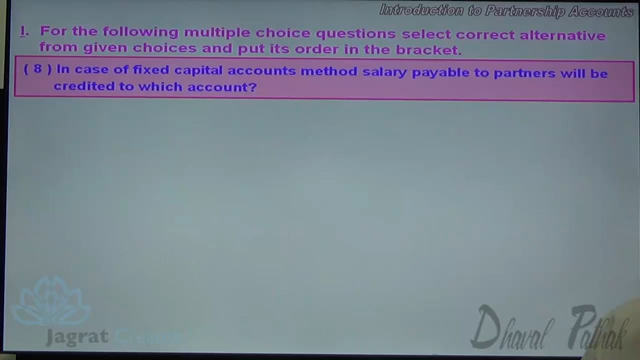 Introduction to Partnership Accounts
I. For the following multiple choice questions select correct alternative
from given choices and put its order in the bracket.
( 8 ) In case of fixed capital accounts method salary payable to partners will be
credited to which account?
Jagrat
Dhaval Pathak